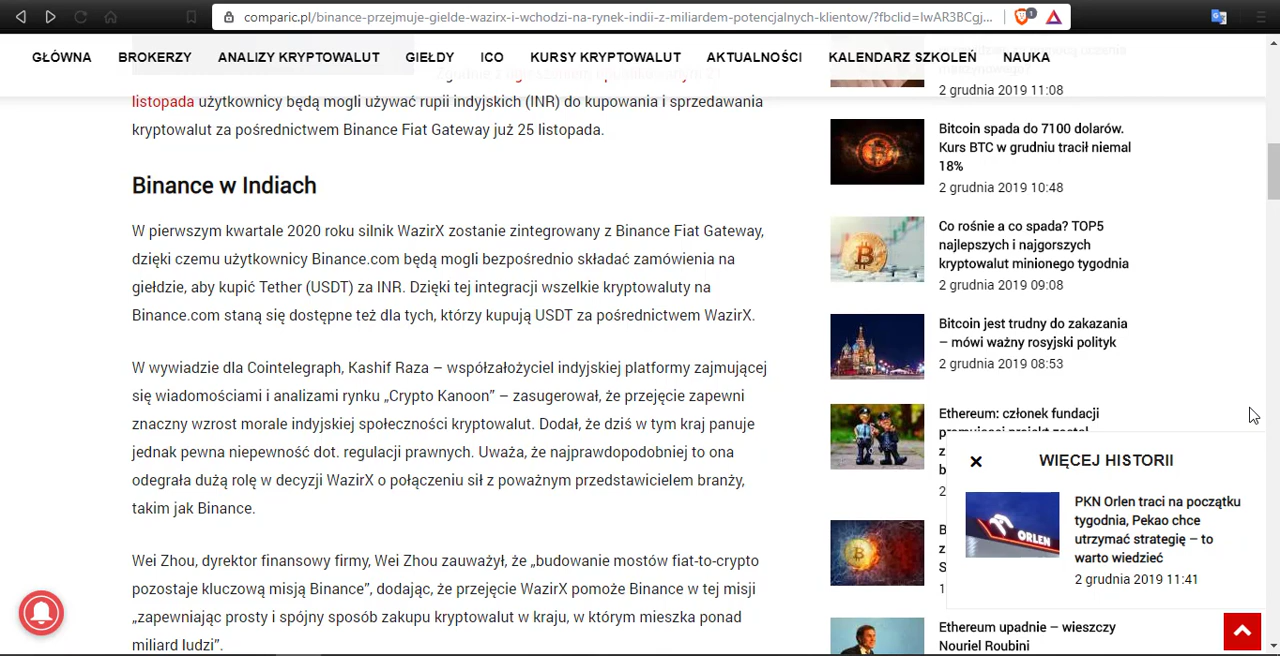 comparic.pl/binance-przejmuje-gielde-wazirx-i-wchodzi-na-rynek-indii-z-miliardem-potencjalnych-klientow/?fbclid=IwAR3BCgj...
1
GŁÓWNA BROKERZY ANALIZY KRYPTOWALUT GIEŁDY ICO KURSY KRYPTOWALUT AKTUALNOŚCI KALENDARZ SZKOLEŃ NAUKA
listopada użytkownicy będą mogli używać rupii indyjskich (INR) do kupowania i sprzedawania
kryptowalut za pośrednictwem Binance Fiat Gateway już 25 listopada.
Binance w Indiach
W pierwszym kwartale 2020 roku silnik WazirX zostanie zintegrowany z Binance Fiat Gateway,
dzięki czemu użytkownicy Binance.com będą mogli bezpośrednio składać zamówienia na
giełdzie, aby kupić Tether (USDT) za INR. Dzięki tej integracji wszelkie kryptowaluty na
Binance.com staną się dostępne też dla tych, którzy kupują USDT za pośrednictwem WazirX.
W wywiadzie dla Cointelegraph, Kashif Raza – współzałożyciel indyjskiej platformy zajmującej
się wiadomościami i analizami rynku „Crypto Kanoon” – zasugerował, że przejęcie zapewni
znaczny wzrost morale indyjskiej społeczności kryptowalut. Dodał, że dziś w tym kraj panuje
jednak pewna niepewność dot. regulacji prawnych. Uważa, że najprawdopodobniej to ona
odegrała dużą rolę w decyzji WazirX o połączeniu sił z poważnym przedstawicielem branży,
takim jak Binance.
Wei Zhou, dyrektor finansowy firmy, Wei Zhou zauważył, że „budowanie mostów fiat-to-crypto
pozostaje kluczową misją Binance”, dodając, że przejęcie WazirX pomoże Binance w tej misji
„zapewniając prosty i spójny sposób zakupu kryptowalut w kraju, w którym mieszka ponad
miliard ludzi”.
2 grudnia 2019 11:08
Bitcoin spada do 7100 dolarów.
Kurs BTC w grudniu tracił niemal
18%
2 grudnia 2019 10:48
Co rośnie a co spada? TOP5
najlepszych i najgorszych
kryptowalut minionego tygodnia
2 grudnia 2019 09:08
Bitcoin jest trudny do zakazania
– mówi ważny rosyjski polityk
2 grudnia 2019 08:53
Ethereum: członek fundacji
WIĘCEJ HISTORII
ORLEN
PKN Orlen traci na początku
tygodnia, Pekao chce
utrzymać strategię – to
warto wiedzieć
2 grudnia 2019 11:41
Ethereum upadnie – wieszczy
Nouriel Roubini